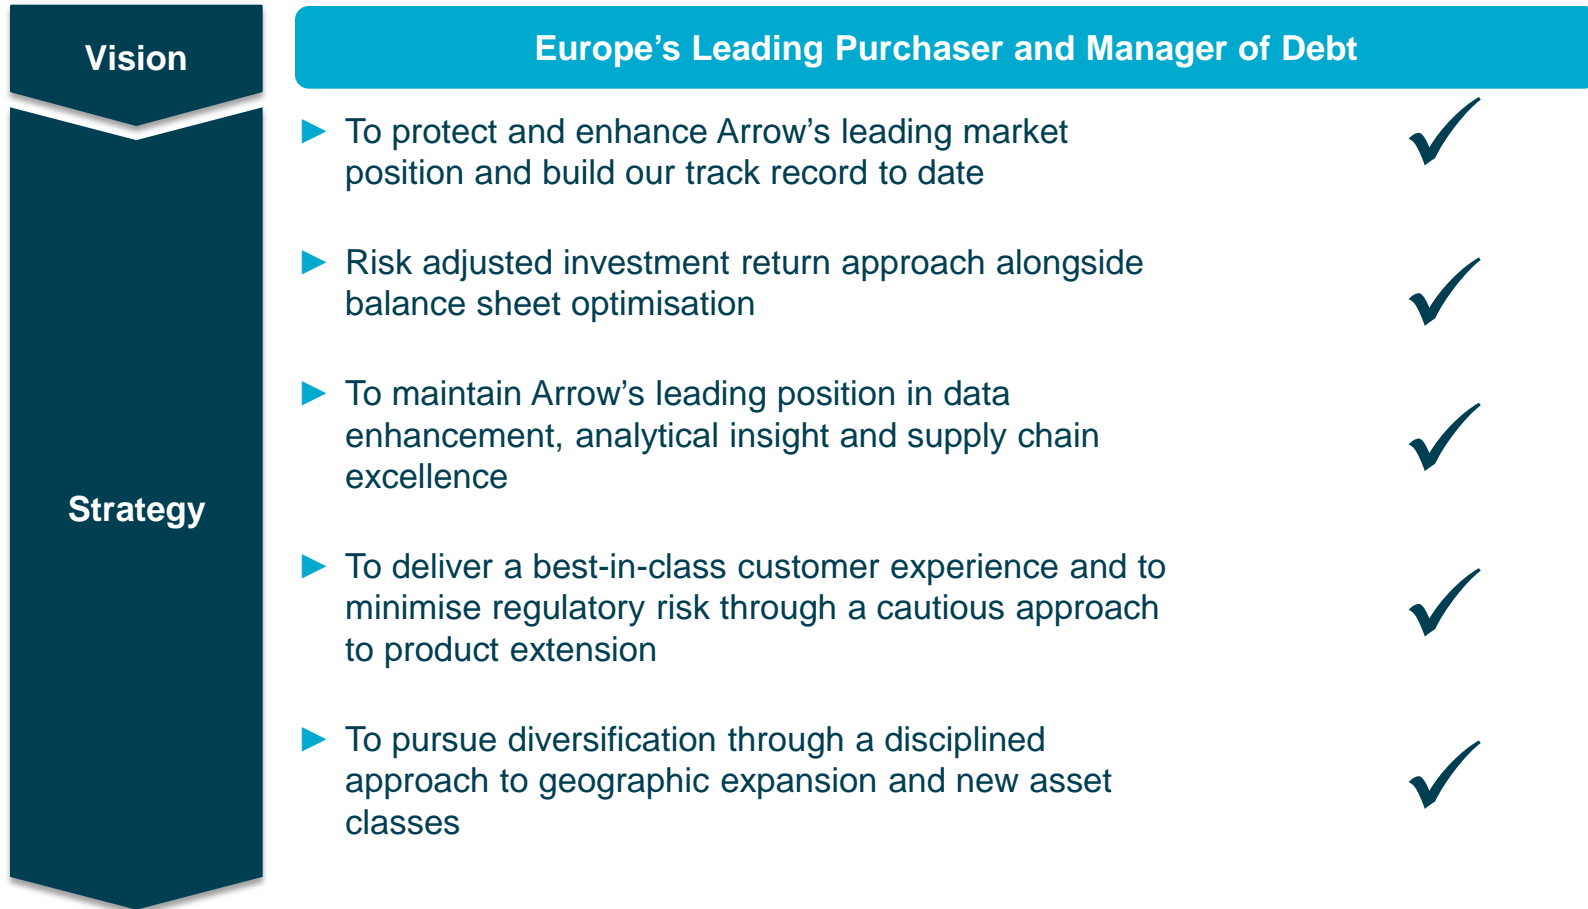 Vision
Europe’s Leading Purchaser and Manager of Debt
Strategy
► To protect and enhance Arrow’s leading market
position and build our track record to date
► Risk adjusted investment return approach alongside
balance sheet optimisation
► To maintain Arrow’s leading position in data
enhancement, analytical insight and supply chain
excellence
► To deliver a best-in-class customer experience and to
minimise regulatory risk through a cautious approach
to product extension
► To pursue diversification through a disciplined
approach to geographic expansion and new asset
classes